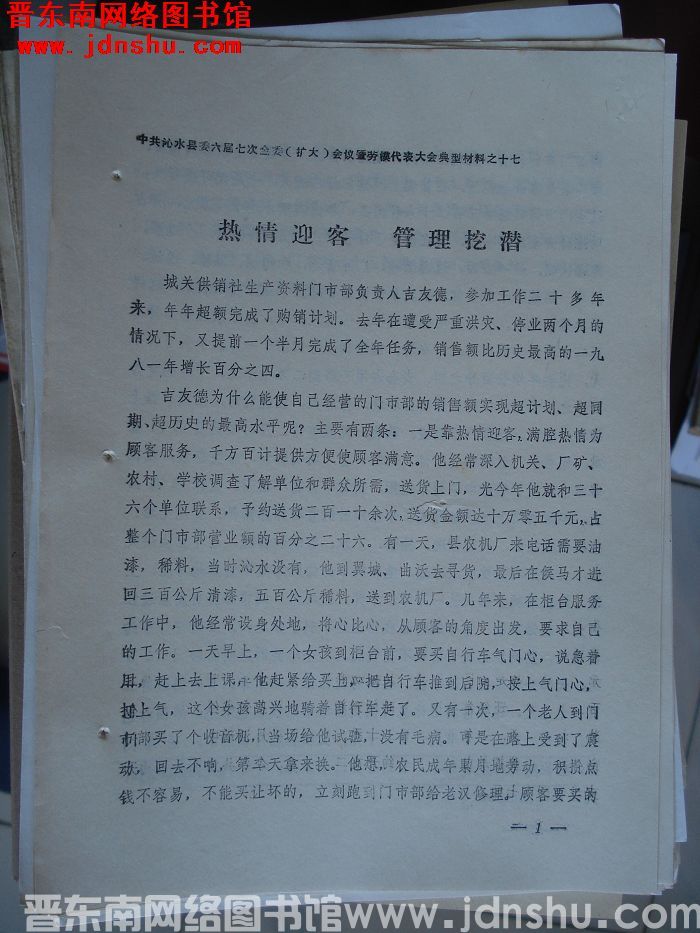 晋东南网络图书馆
www.jdnshu.com
中共沁水县委六届七次全委（扩大）会议暨劳模代表大会典型材料之十七
热情迎客 管理挖潜
城关供销社生产资料门市部负责人吉友德，参加工作二十多年
来，年年超额完成了购销计划。去年在遭受严重洪灾、停业两个月的
情况下，又提前一个半月完成了全年任务，销售额比历史最高的一九
八一年增长百分之四。
吉友德为什么能使自己经营的门市部的销售额实现超计划、超同
期、超历史的最高水平呢？主要有两条：一是靠热情迎客，满腔热情为
顾客服务，千方百计提供方便使顾客满意。他经常深入机关、厂矿、
农村、学校调查了解单位和群众所需，送货上门，光今年他就和三十
六个单位联系，予约送货二百一十余次，送货金额达十万零五千元，占
整个门市部营业额的百分之二十六。有一天，县农机厂来电话需要油
漆，稀料，当时沁水没有，他到翼城、曲沃去寻货，最后在侯马才进
回三百公斤清漆，五百公斤稀料，送到农机厂。几年来，在柜台服务
工作中，他经常设身处地，将心比心，从顾客的角度出发，要求自己
的工作。一天早上，一个女孩到柜台前，要买自行车气门心，说急着
用，赶上去上课，他赶紧给买上，把自行车推到后院，按上气门心，
打上气，这个女孩高兴地骑着自行车走了。又有一次，一个老人到门
市部买了个收音机，当场给他试验，没有毛病。可是在路上受到了震
动，回去不响，第二天拿来换。他想，农民成年累月地劳动，积攒点
钱不容易，不能买让坏的，立刻跑到门市部给老汉修理。顾客要买的
— 1 —
晋东南网络图书馆 www.jdnshu.com